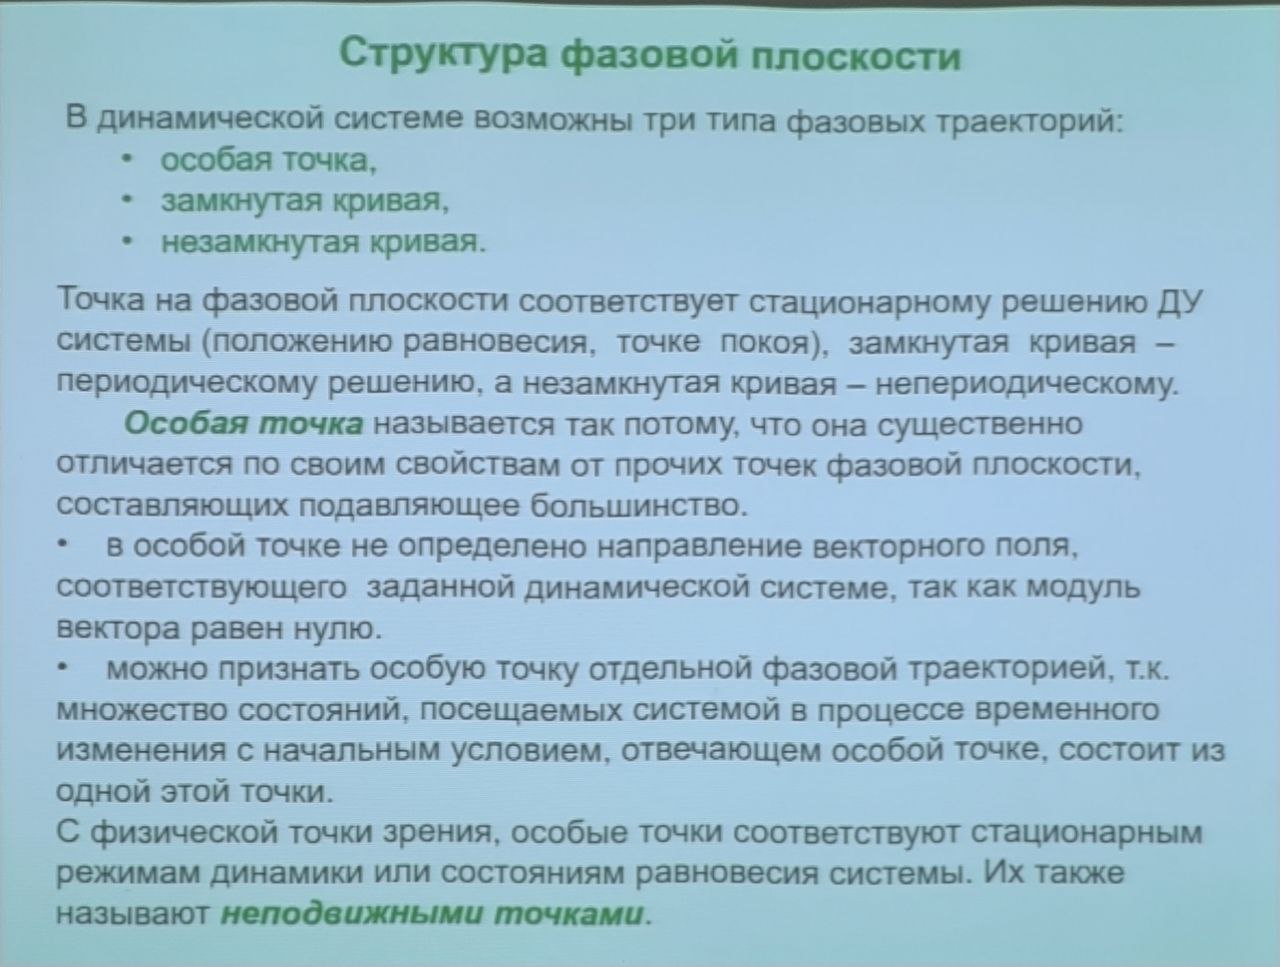 Структура фазовой плоскости
В динамической системе возможны три типа фазовых траекторий:
• особая точка,
• замкнутая кривая,
• незамкнутая кривая.
Точка на фазовой плоскости соответствует стационарному решению ДУ
системы (положению равновесия, точке покоя), замкнутая кривая –
периодическому решению, а незамкнутая кривая – непериодическому.
Особая точка называется так потому, что она существенно
отличается по своим свойствам от прочих точек фазовой плоскости,
составляющих подавляющее большинство.
• в особой точке не определено направление векторного поля,
соответствующего заданной динамической системе, так как модуль
вектора равен нулю.
• можно признать особую точку отдельной фазовой траекторией, т.к.
множество состояний, посещаемых системой в процессе временного
изменения с начальным условием, отвечающем особой точке, состоит из
одной этой точки.
С физической точки зрения, особые точки соответствуют стационарным
режимам динамики или состояниям равновесия системы. Их также
называют неподвижными точками.